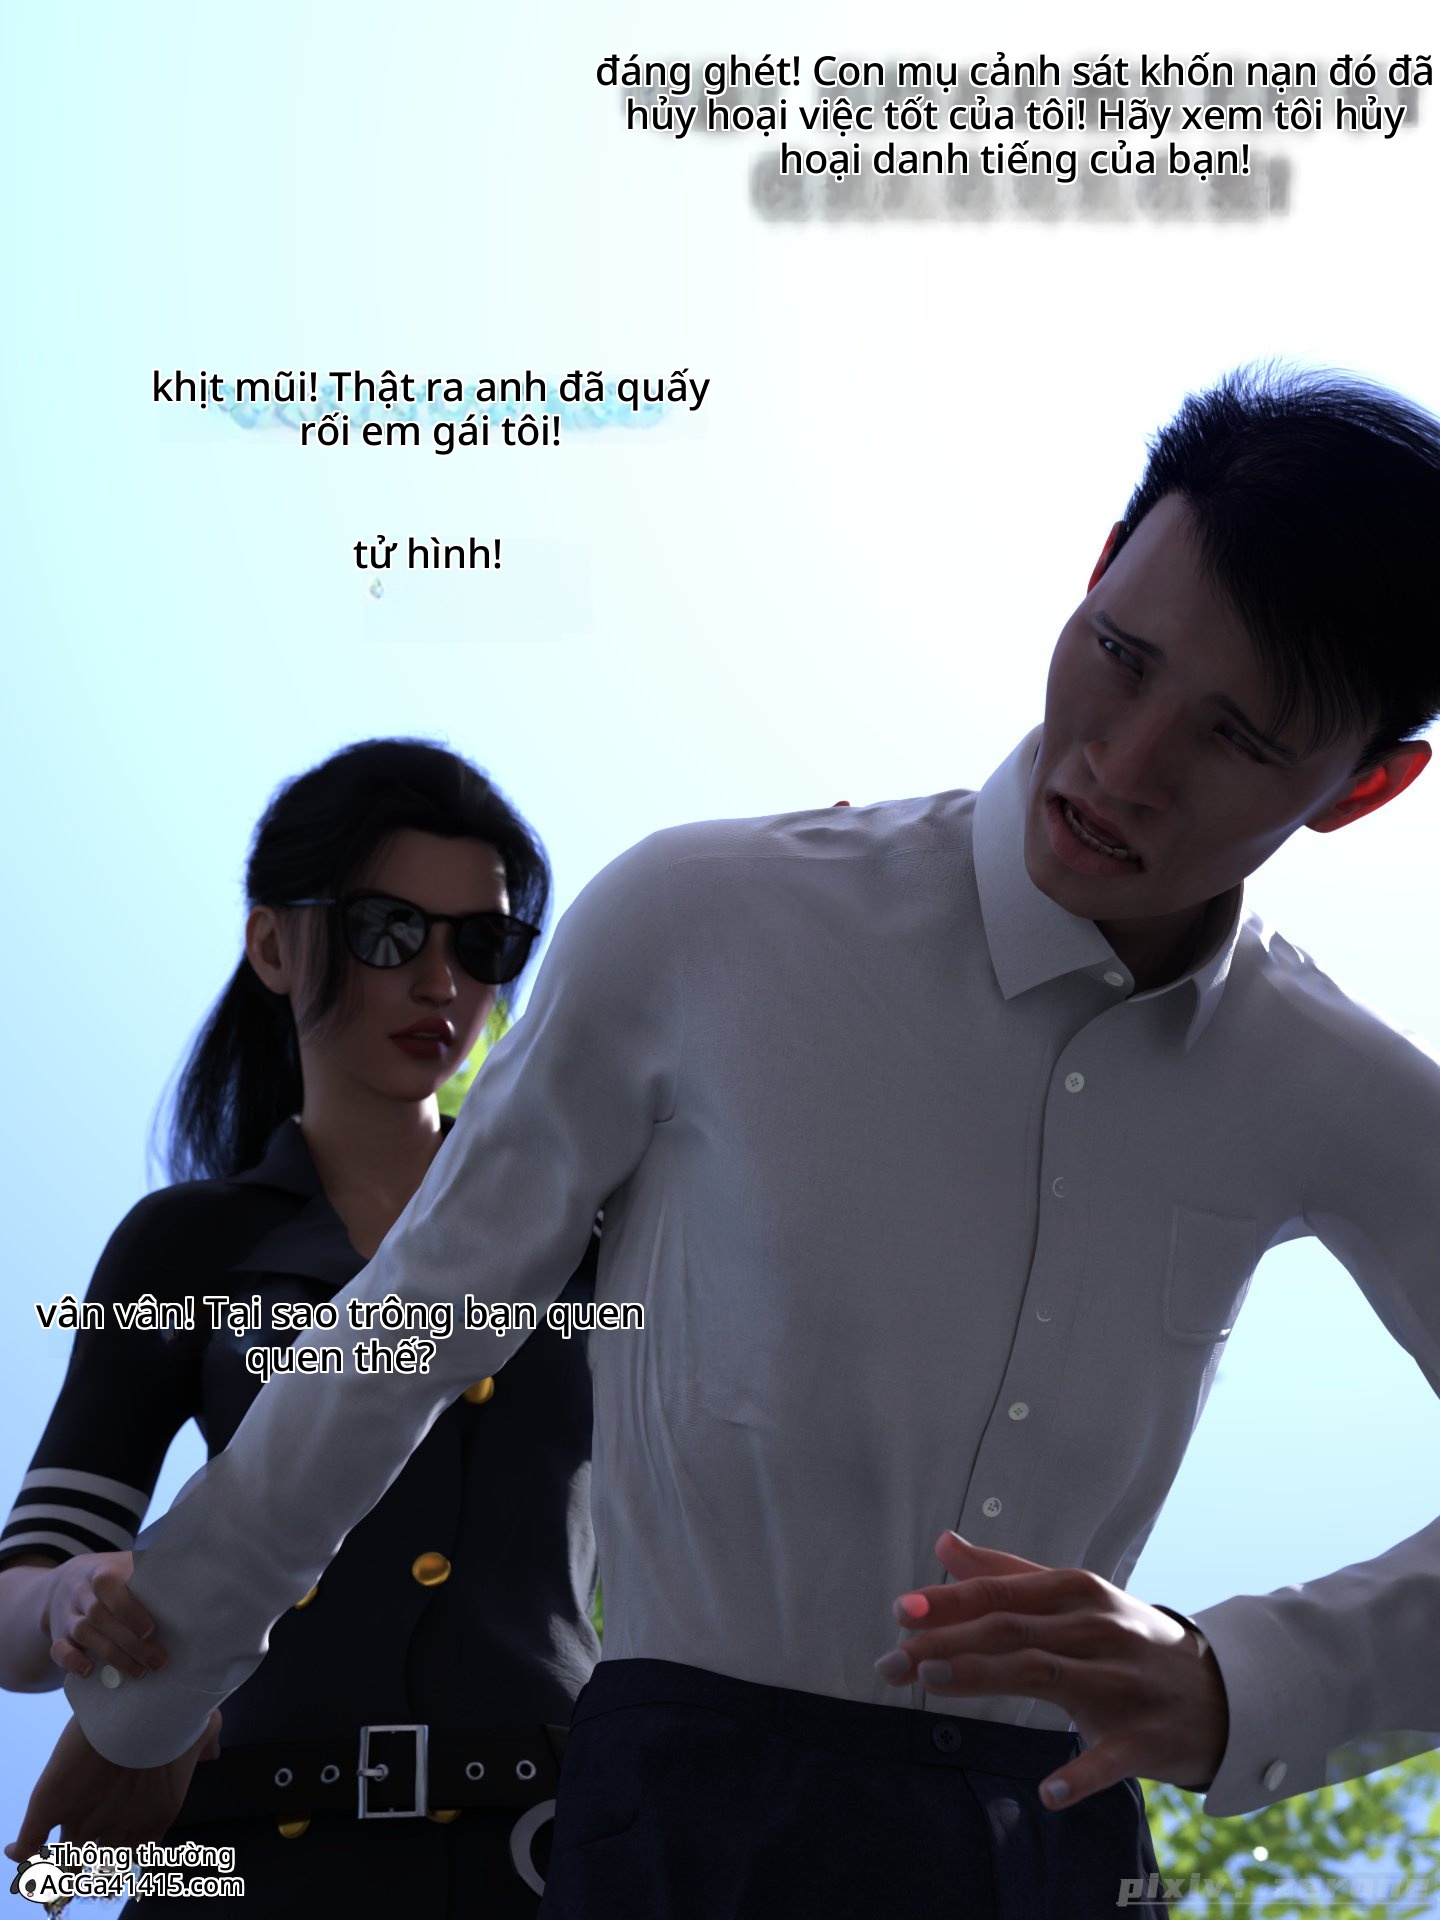 đáng ghét! Con mụ cảnh sát khốn nạn đó đã
hủy hoại việc tốt của tôi! Hãy xem tôi hủy
hoại danh tiếng của bạn!
khịt mũi! Thật ra anh đã quấy
rối em gái tôi!
tử hình!
vân vân! Tại sao trông bạn quen
quen thế?
Thông thường
ACGa41415.com
pixiv: zerone